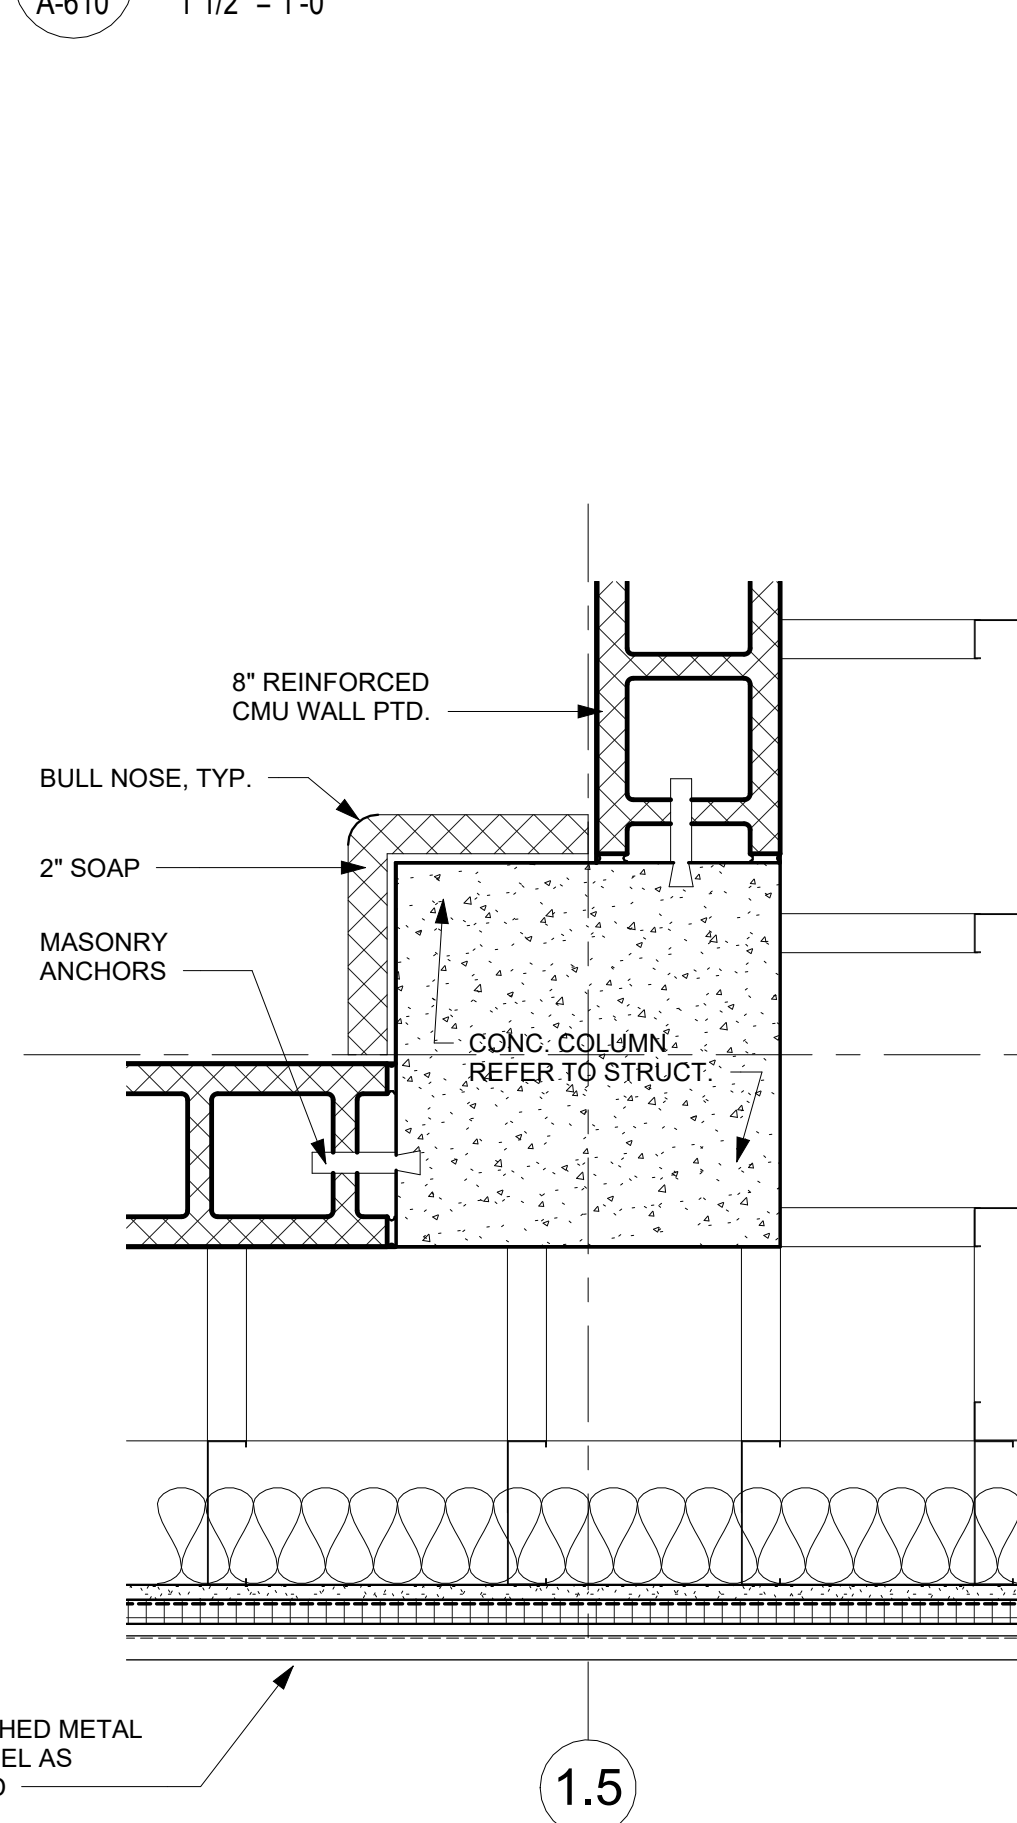 A-610
1 1/2" = 1'-0
8" REINFORCED
CMU WALL PTD.
BULL NOSE, TYP.
2" SOAP
MASONRY
ANCHORS
CONC. COLUMN
REFER TO STRUCT.
HED METAL
EL AS
1.5